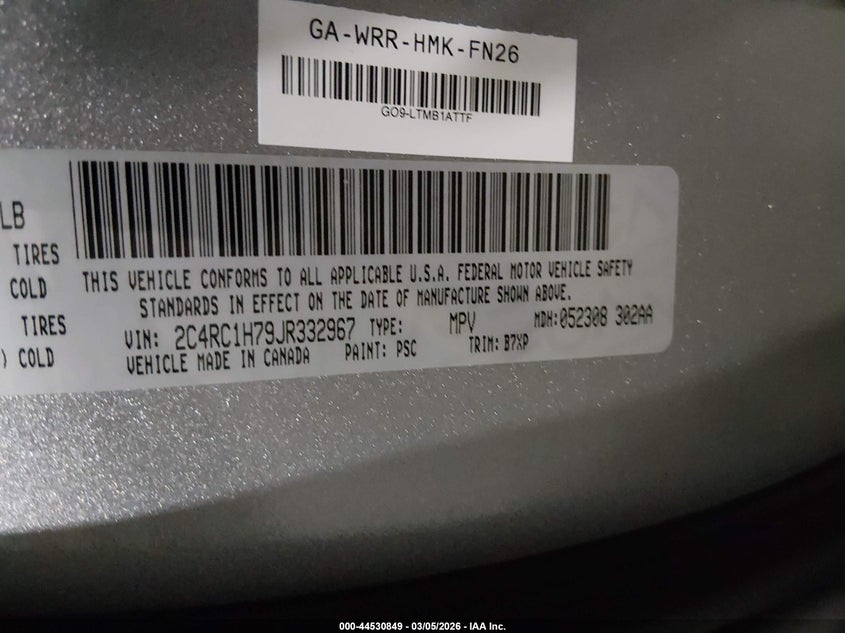 GA-WRR-HMK-FN26
GO9-LTMB1ATTF
LB
TIRES
COLD
TIRES
) COLD
THIS VEHICLE CONFORMS TO ALL APPLICABLE U.S.A. FEDERAL MOTOR VEHICLE SAFETY
STANDARDS IN EFFECT ON THE DATE OF MANUFACTURE SHOWN ABOVE.
VIN: 2C4RC1H79JR332967 TYPE: MPV MDH:052308 302AA
VEHICLE MADE IN CANADA PAINT: PSC TRIM: B7XP
000-44530849 - 03/05/2026 - IAA Inc.